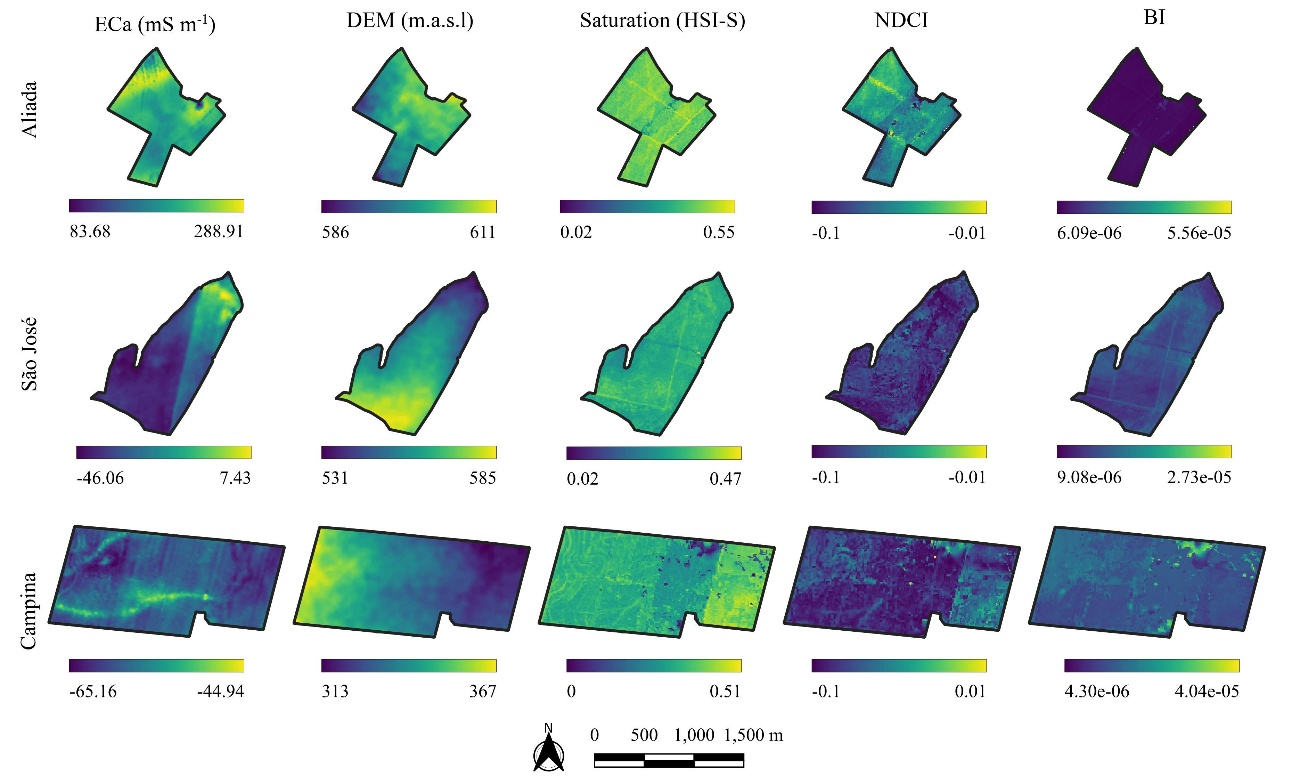 ECa (mS m⁻¹) DEM (m.a.s.l) Saturation (HSI-S) NDCI BI
Aliada
83.68 288.91 586 611 0.02 0.55 -0.1 -0.01 6.09e-06 5.56e-05
São José
-46.06 7.43 531 585 0.02 0.47 -0.1 -0.01 9.08e-06 2.73e-05
Campina
-65.16 -44.94 313 367 0 0.51 -0.1 0.01 4.30e-06 4.04e-05
N
0 500 1,000 1,500 m